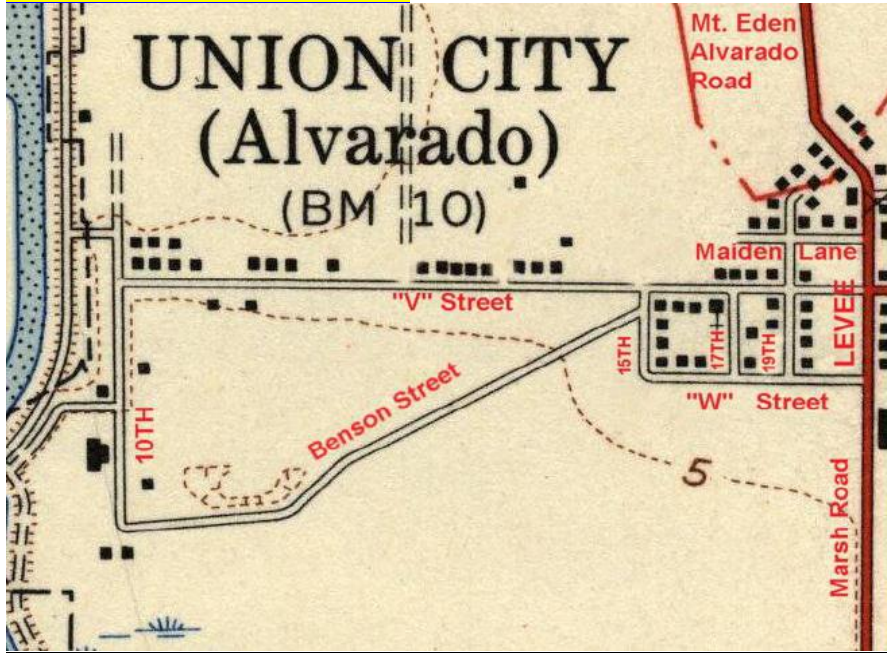 UNION CITY
(Alvarado)
(BM 10)
Mt. Eden
Alvarado
Road
Maiden Lane
"V" Street
LEVEE
15TH
17TH
19TH
"W" Street
Benson Street
10TH
5
Marsh Road